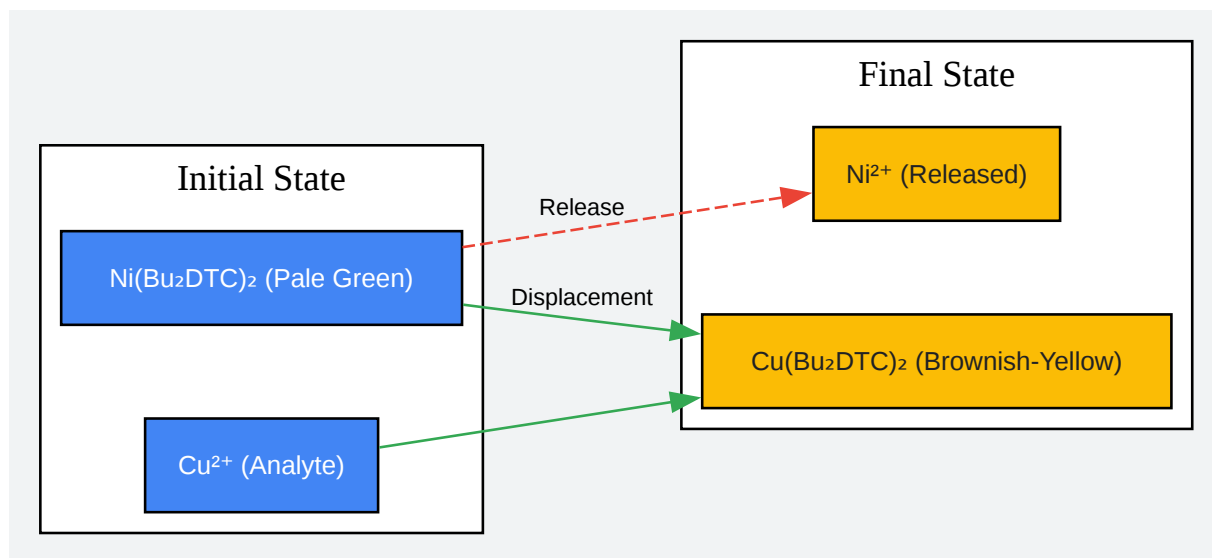 Initial State
Ni(Bu₂DTC)₂ (Pale Green)
Cu²⁺ (Analyte)
Release
Displacement
Final State
Ni²⁺ (Released)
Cu(Bu₂DTC)₂ (Brownish-Yellow)